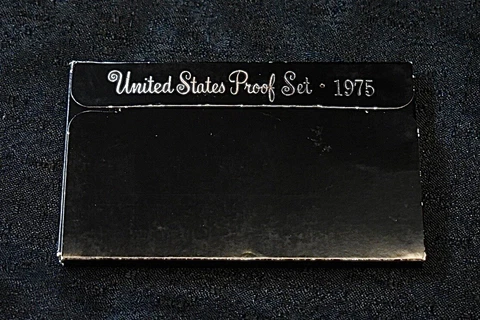 United States Proof Set · 1975